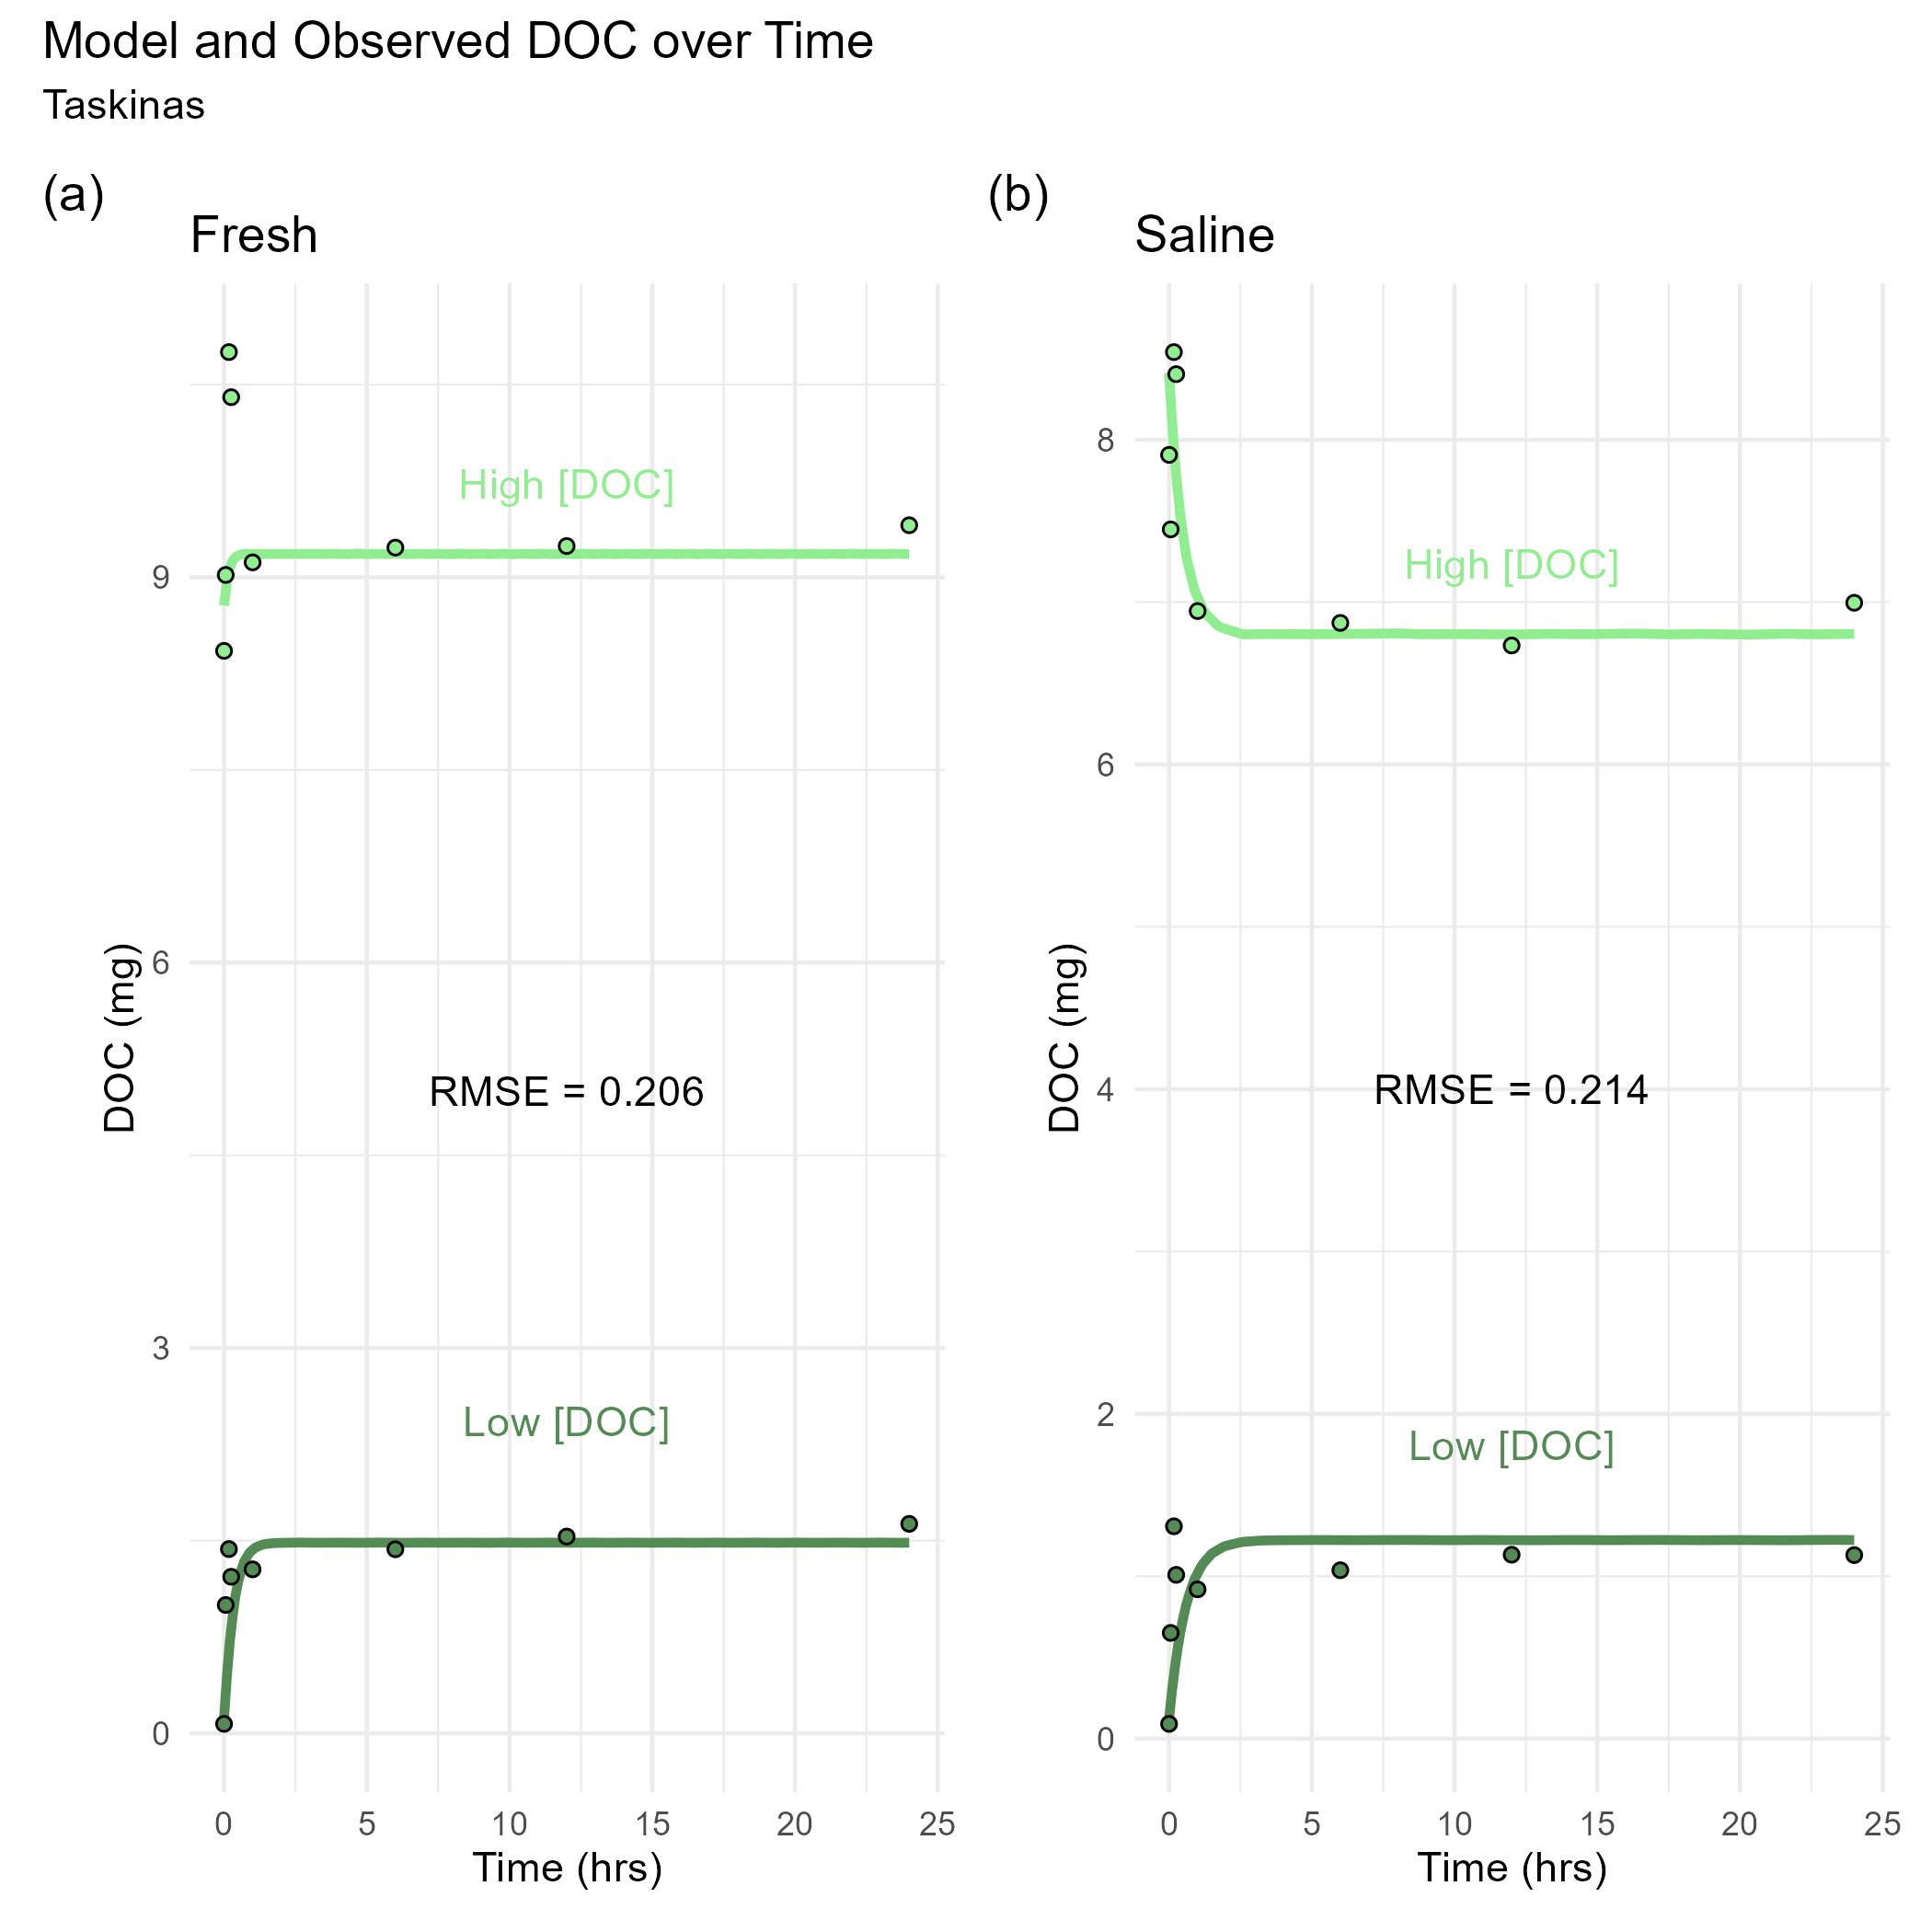 Model and Observed DOC over Time
Taskinas
(a)
Fresh
High [DOC]
RMSE = 0.206
Low [DOC]
DOC (mg)
9
6
3
0
0 5 10 15 20 25
Time (hrs)
(b)
Saline
High [DOC]
RMSE = 0.214
Low [DOC]
DOC (mg)
8
6
4
2
0
0 5 10 15 20 25
Time (hrs)